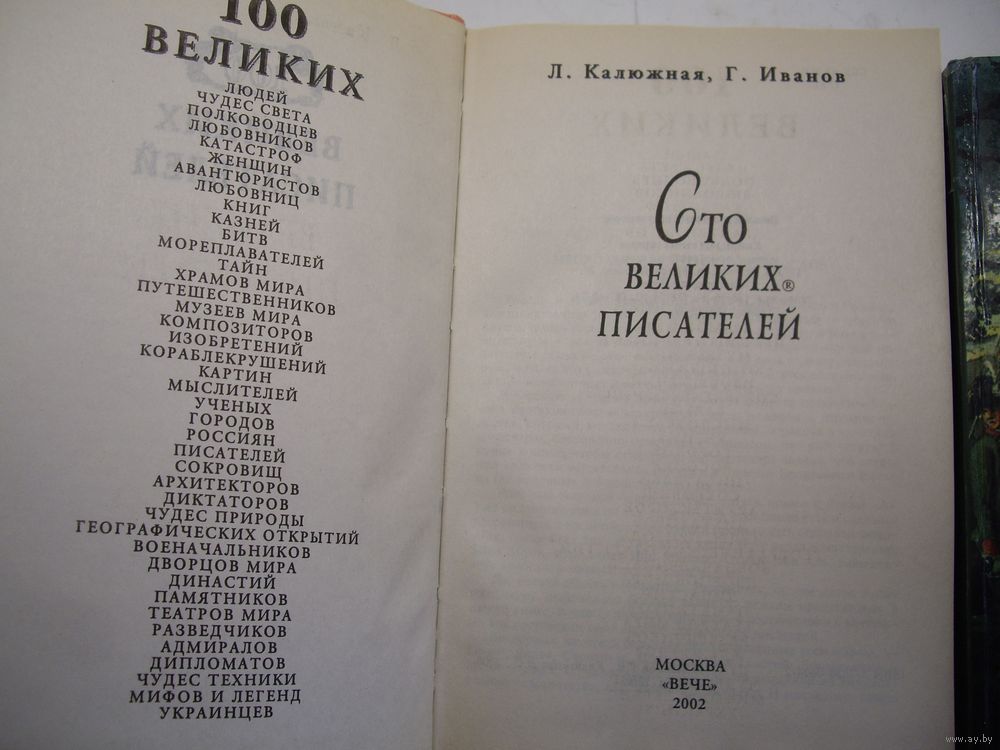 100
ВЕЛИКИХ
ЛЮДЕЙ
ЧУДЕС СВЕТА
ПОЛКОВОДЦЕВ
ЛЮБОВНИКОВ
КАТАСТРОФ
ЖЕНЩИН
АВАНТЮРИСТОВ
ЛЮБОВНИЦ
КНИГ
КАЗНЕЙ
БИТВ
МОРЕПЛАВАТЕЛЕЙ
ТАЙН
ХРАМОВ МИРА
ПУТЕШЕСТВЕННИКОВ
МУЗЕЕВ МИРА
КОМПОЗИТОРОВ
ИЗОБРЕТЕНИЙ
КОРАБЛЕКРУШЕНИЙ
КАРТИН
МЫСЛИТЕЛЕЙ
УЧЕНЫХ
ГОРОДОВ
РОССИЯН
ПИСАТЕЛЕЙ
СОКРОВИЩ
АРХИТЕКТОРОВ
ДИКТАТОРОВ
ЧУДЕС ПРИРОДЫ
ГЕОГРАФИЧЕСКИХ ОТКРЫТИЙ
ВОЕНАЧАЛЬНИКОВ
ДВОРЦОВ МИРА
ДИНАСТИЙ
ПАМЯТНИКОВ
ТЕАТРОВ МИРА
РАЗВЕДЧИКОВ
АДМИРАЛОВ
ДИПЛОМАТОВ
ЧУДЕС ТЕХНИКИ
МИФОВ И ЛЕГЕНД
УКРАИНЦЕВ
Л. Калюжная, Г. Иванов
Сто
ВЕЛИКИХ®
ПИСАТЕЛЕЙ
МОСКВА
«ВЕЧЕ»
2002
www.ay.by